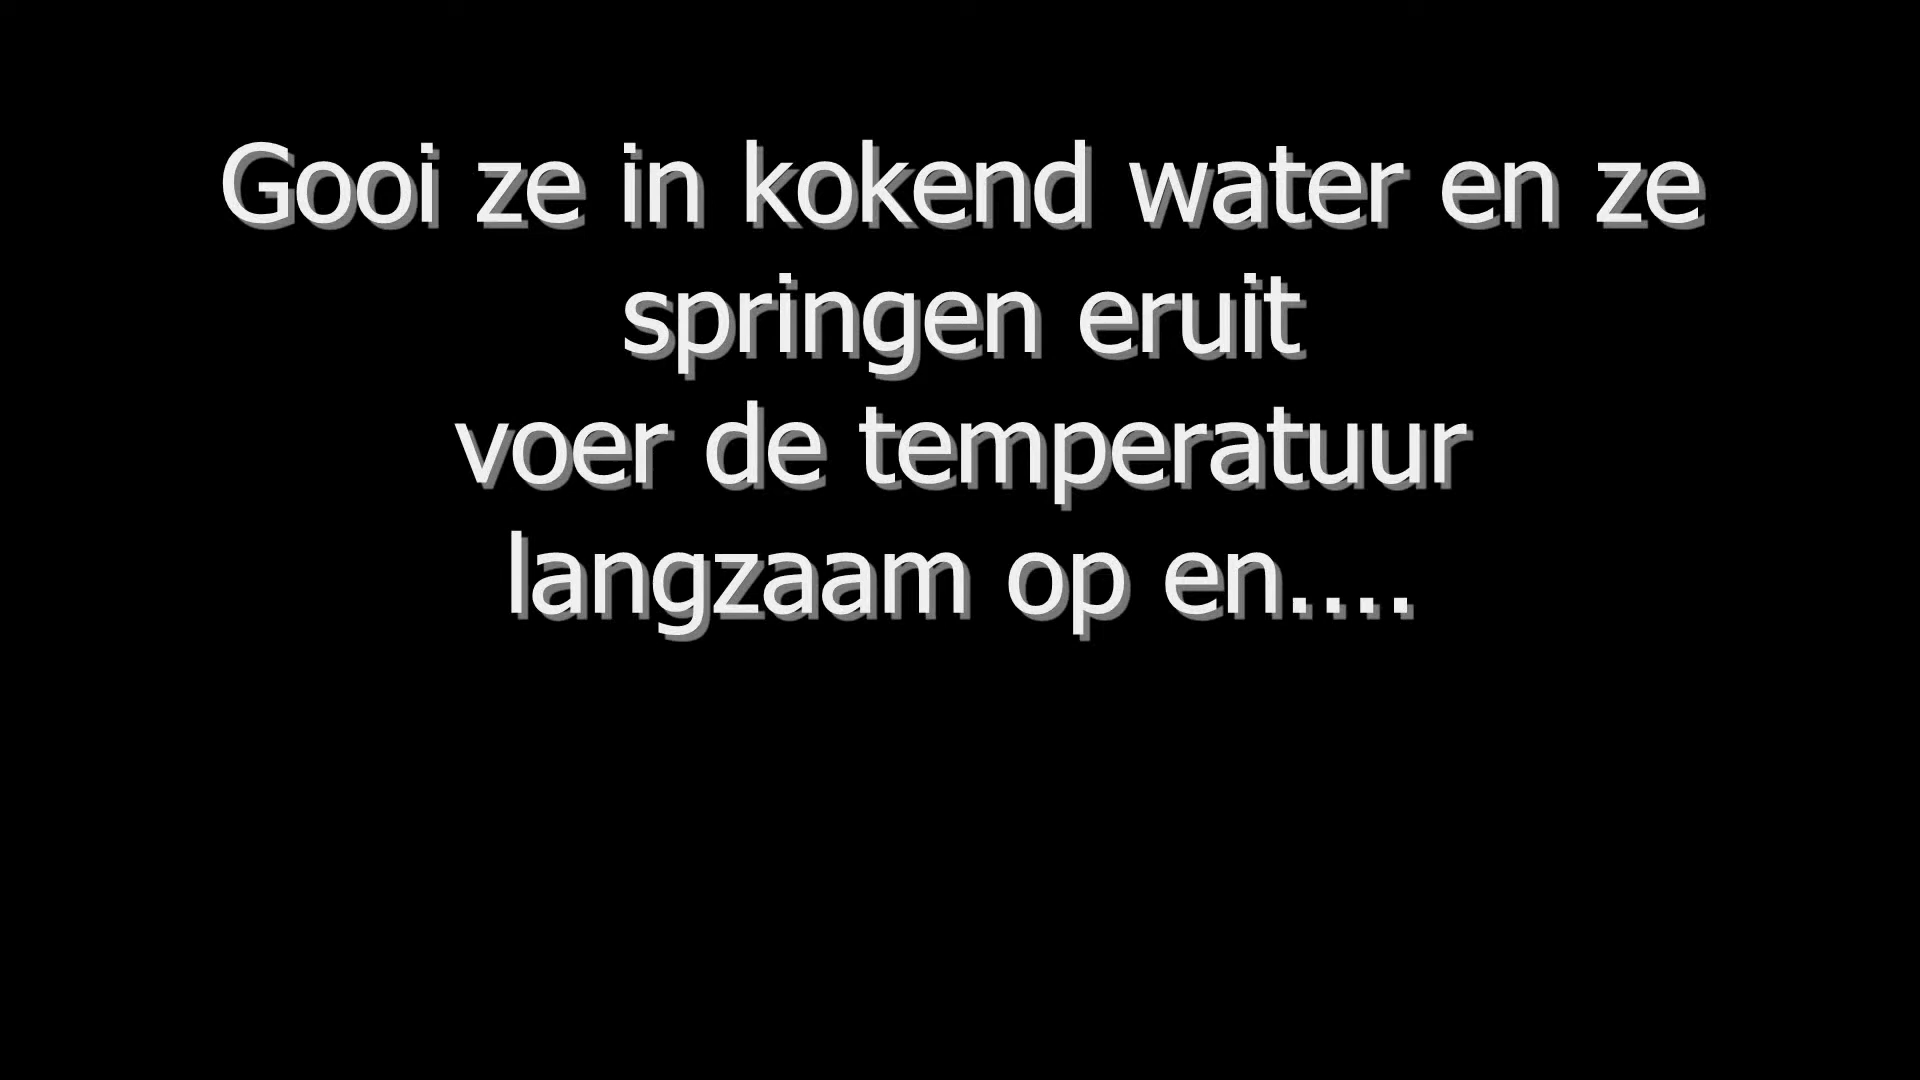 Gooi ze in kokend water en ze
springen eruit
voer de temperatuur
langzaam op en....